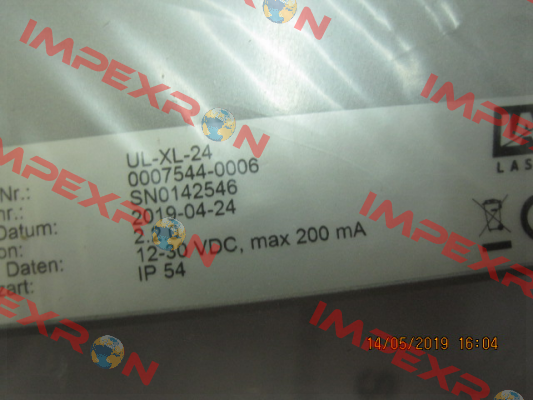 UL-XL-24
0007544-0006
Nr.: SN0142546
nr.: 2019-04-24
Datum:
on: 12-30 VDC, max 200 mA
Daten: IP 54
zart:
LAS
14/05/2019 16:04
IMPEXRON
IMPEXRON
IMPEXRON
IMPEXRON
IMPEXRON